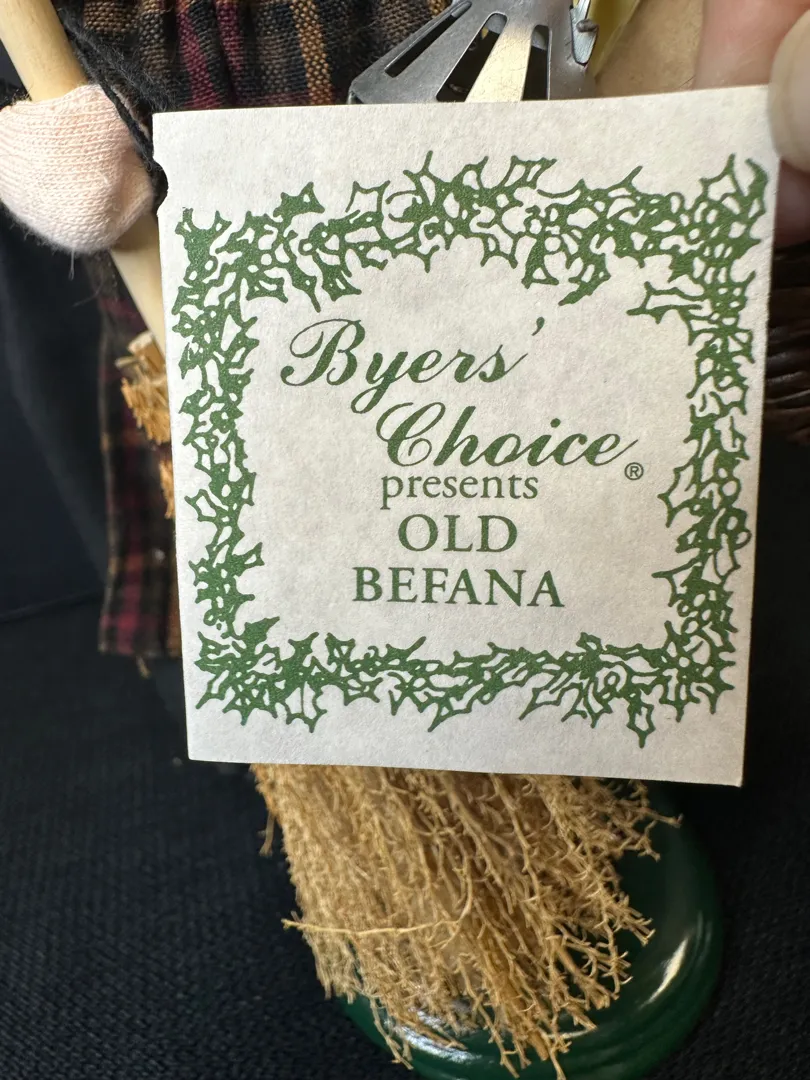 Byers'
Choice®
presents
OLD
BEFANA